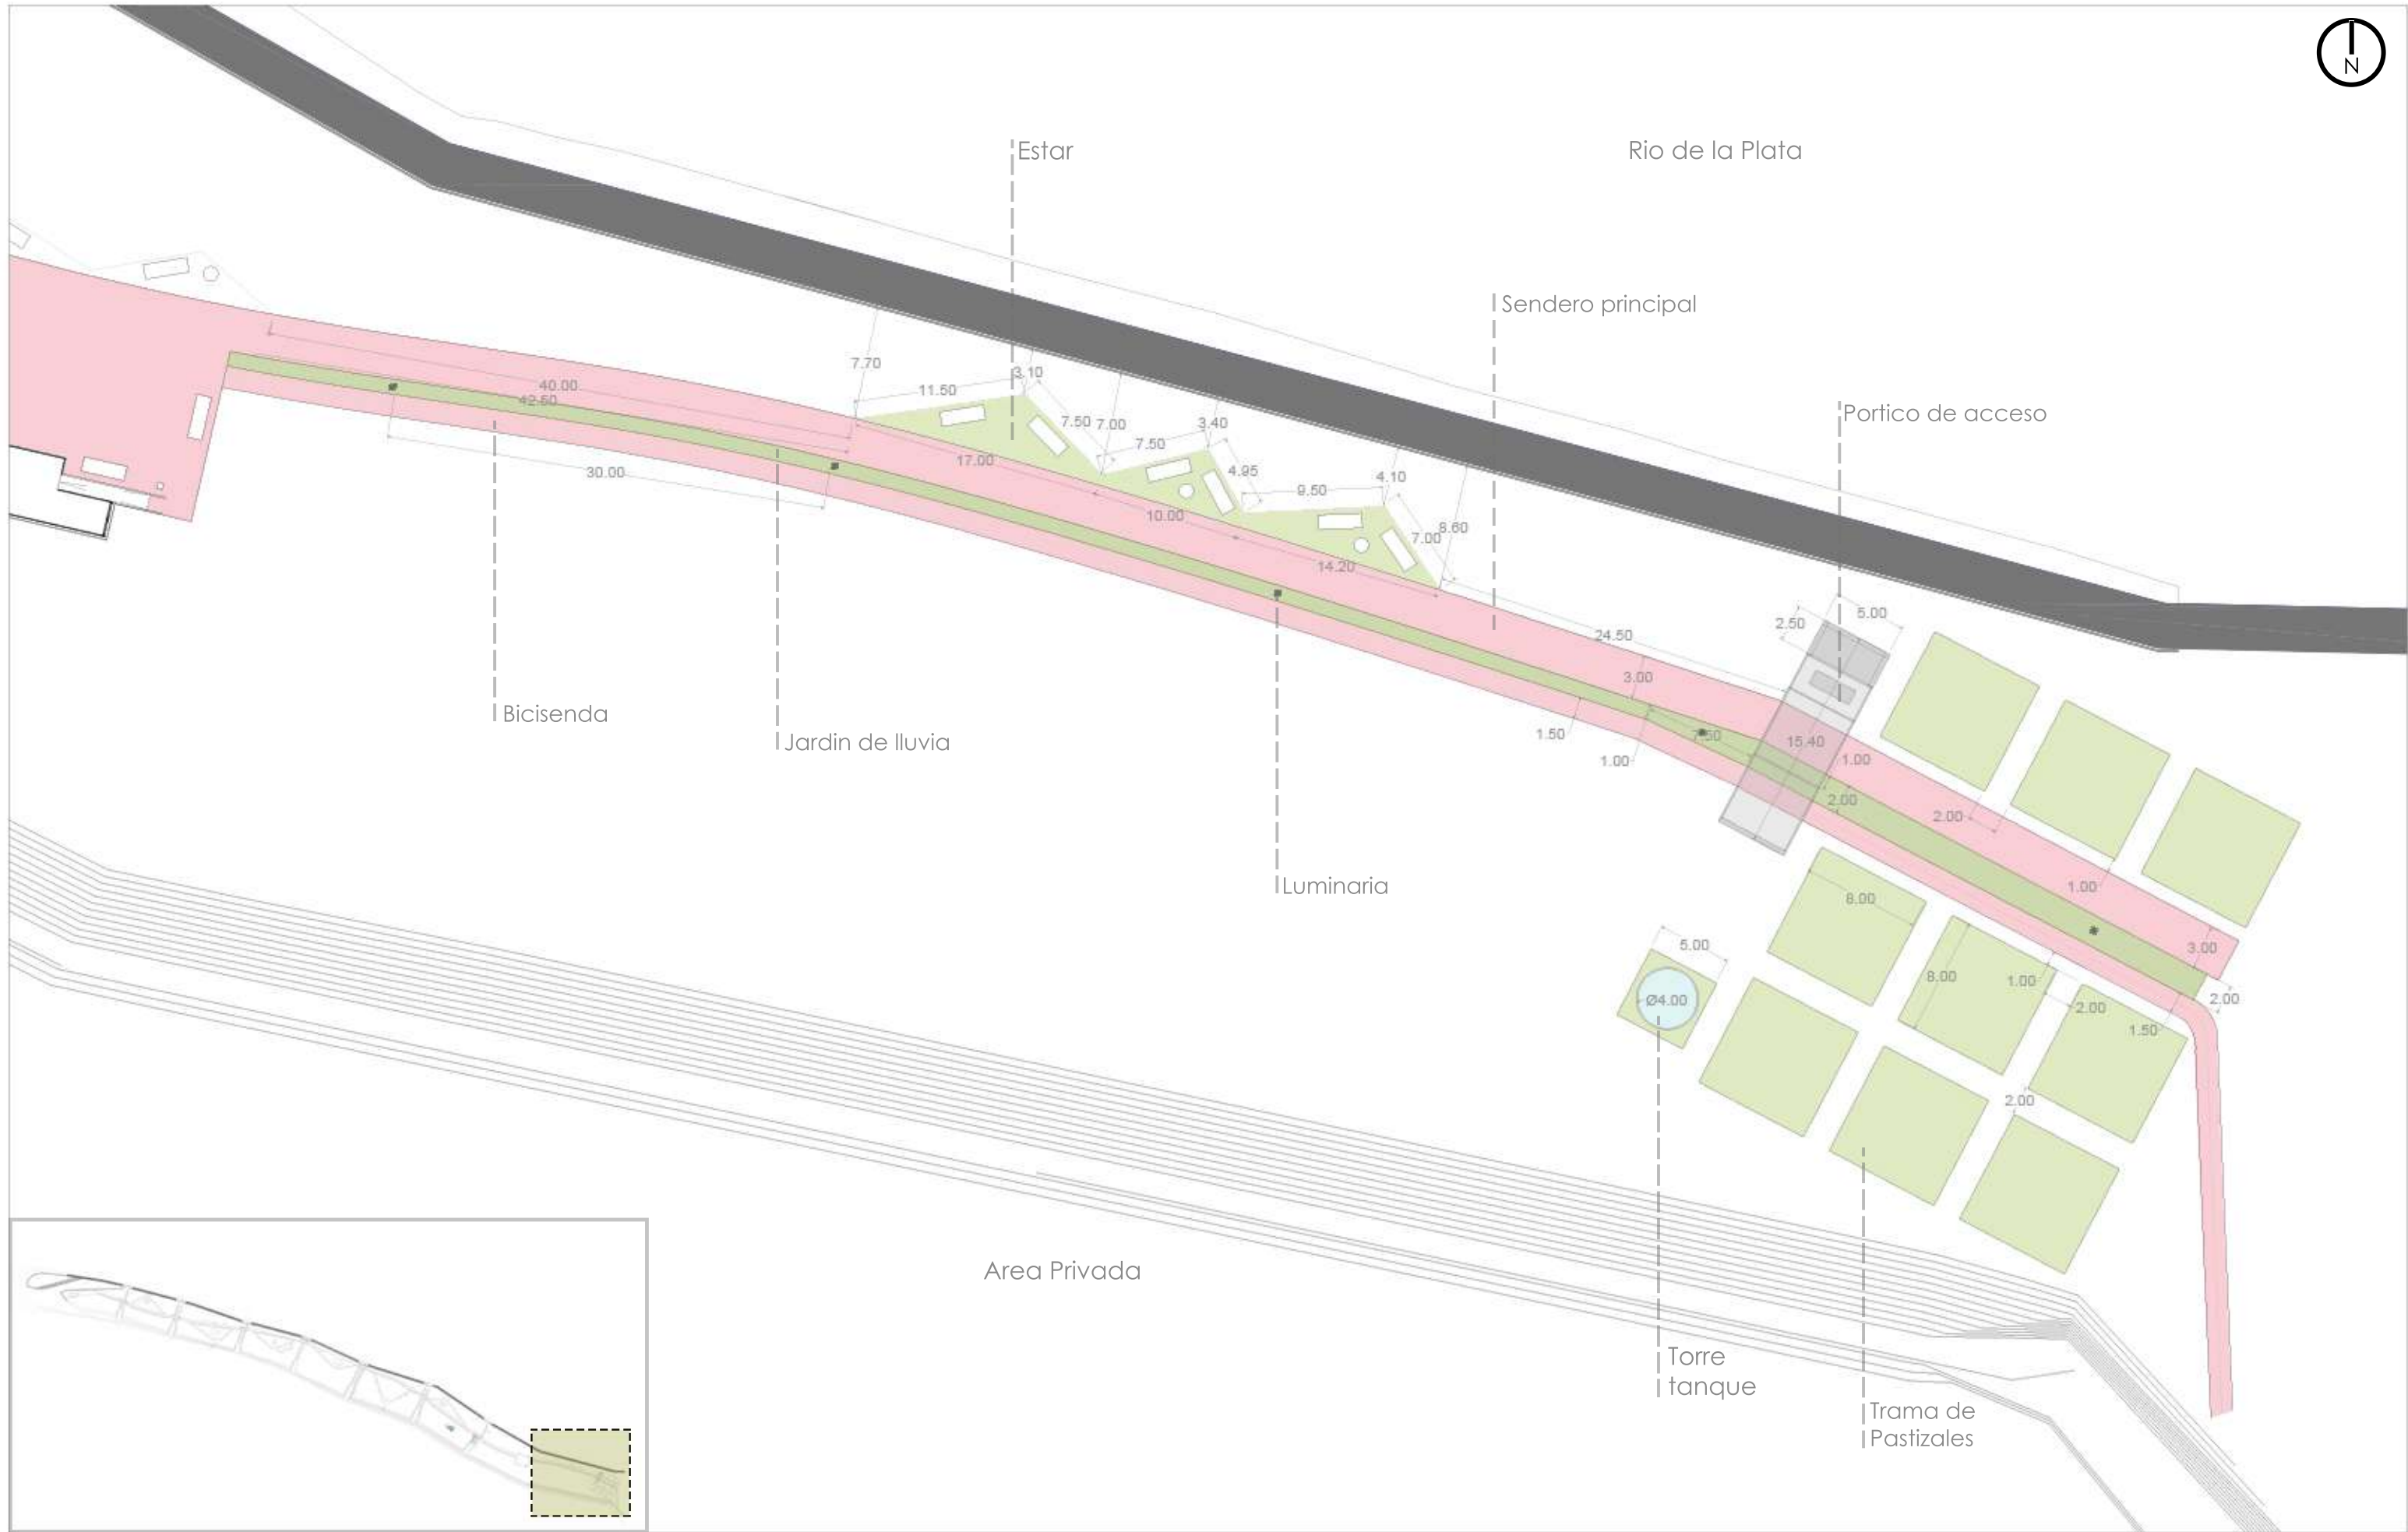 N
Estar
Rio de la Plata
Sendero principal
Portico de acceso
7.70
3.10
11.50
40.00
42.50
7.50
7.00
3.40
7.50
17.00
4.95
30.00
4.10
9.50
10.00
8.60
7.00
14.20
5.00
2.50
24.50
3.00
Bicisenda
1.50
7.50
15.40
Jardin de lluvia
1.00
1.00
2.00
2.00
Luminaria
1.00
8.00
5.00
3.00
8.00
1.00
Ø4.00
2.00
2.00
1.50
2.00
Area Privada
Torre
tanque
Trama de
Pastizales